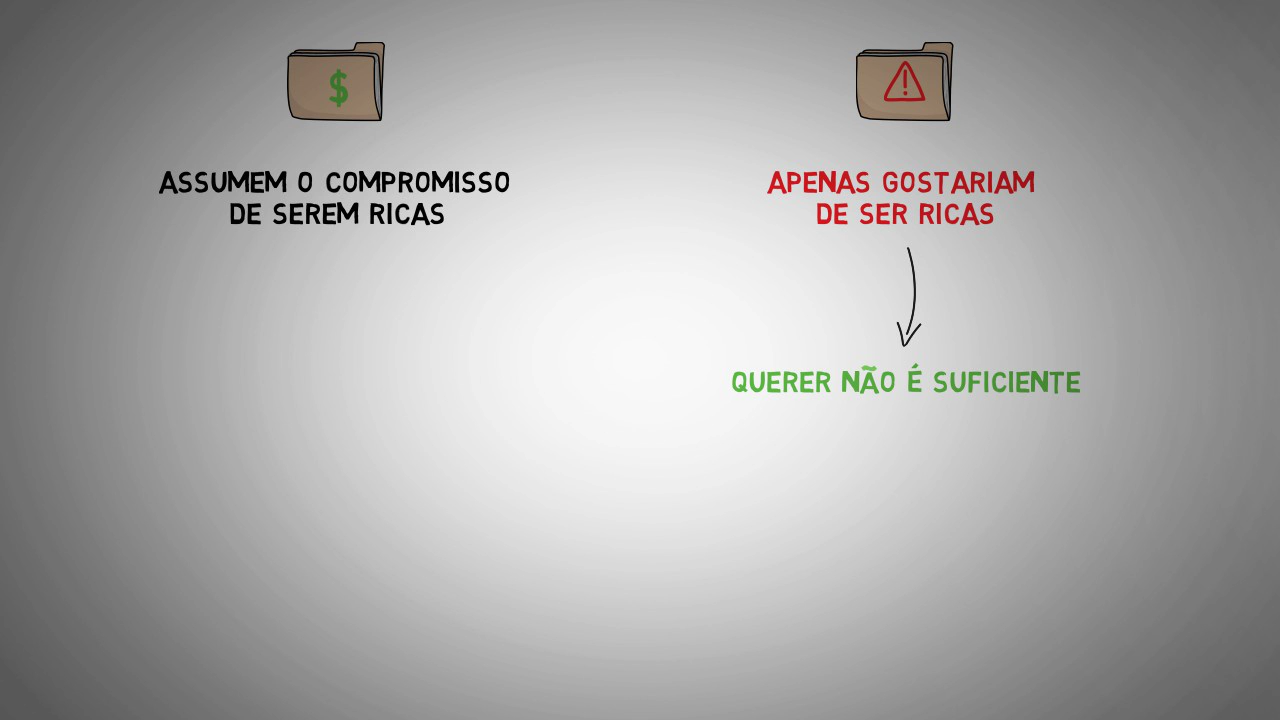 ASSUMEM O COMPROMISSO
DE SEREM RICAS
APENAS GOSTARIAM
DE SER RICAS
QUERER NÃO É SUFICIENTE